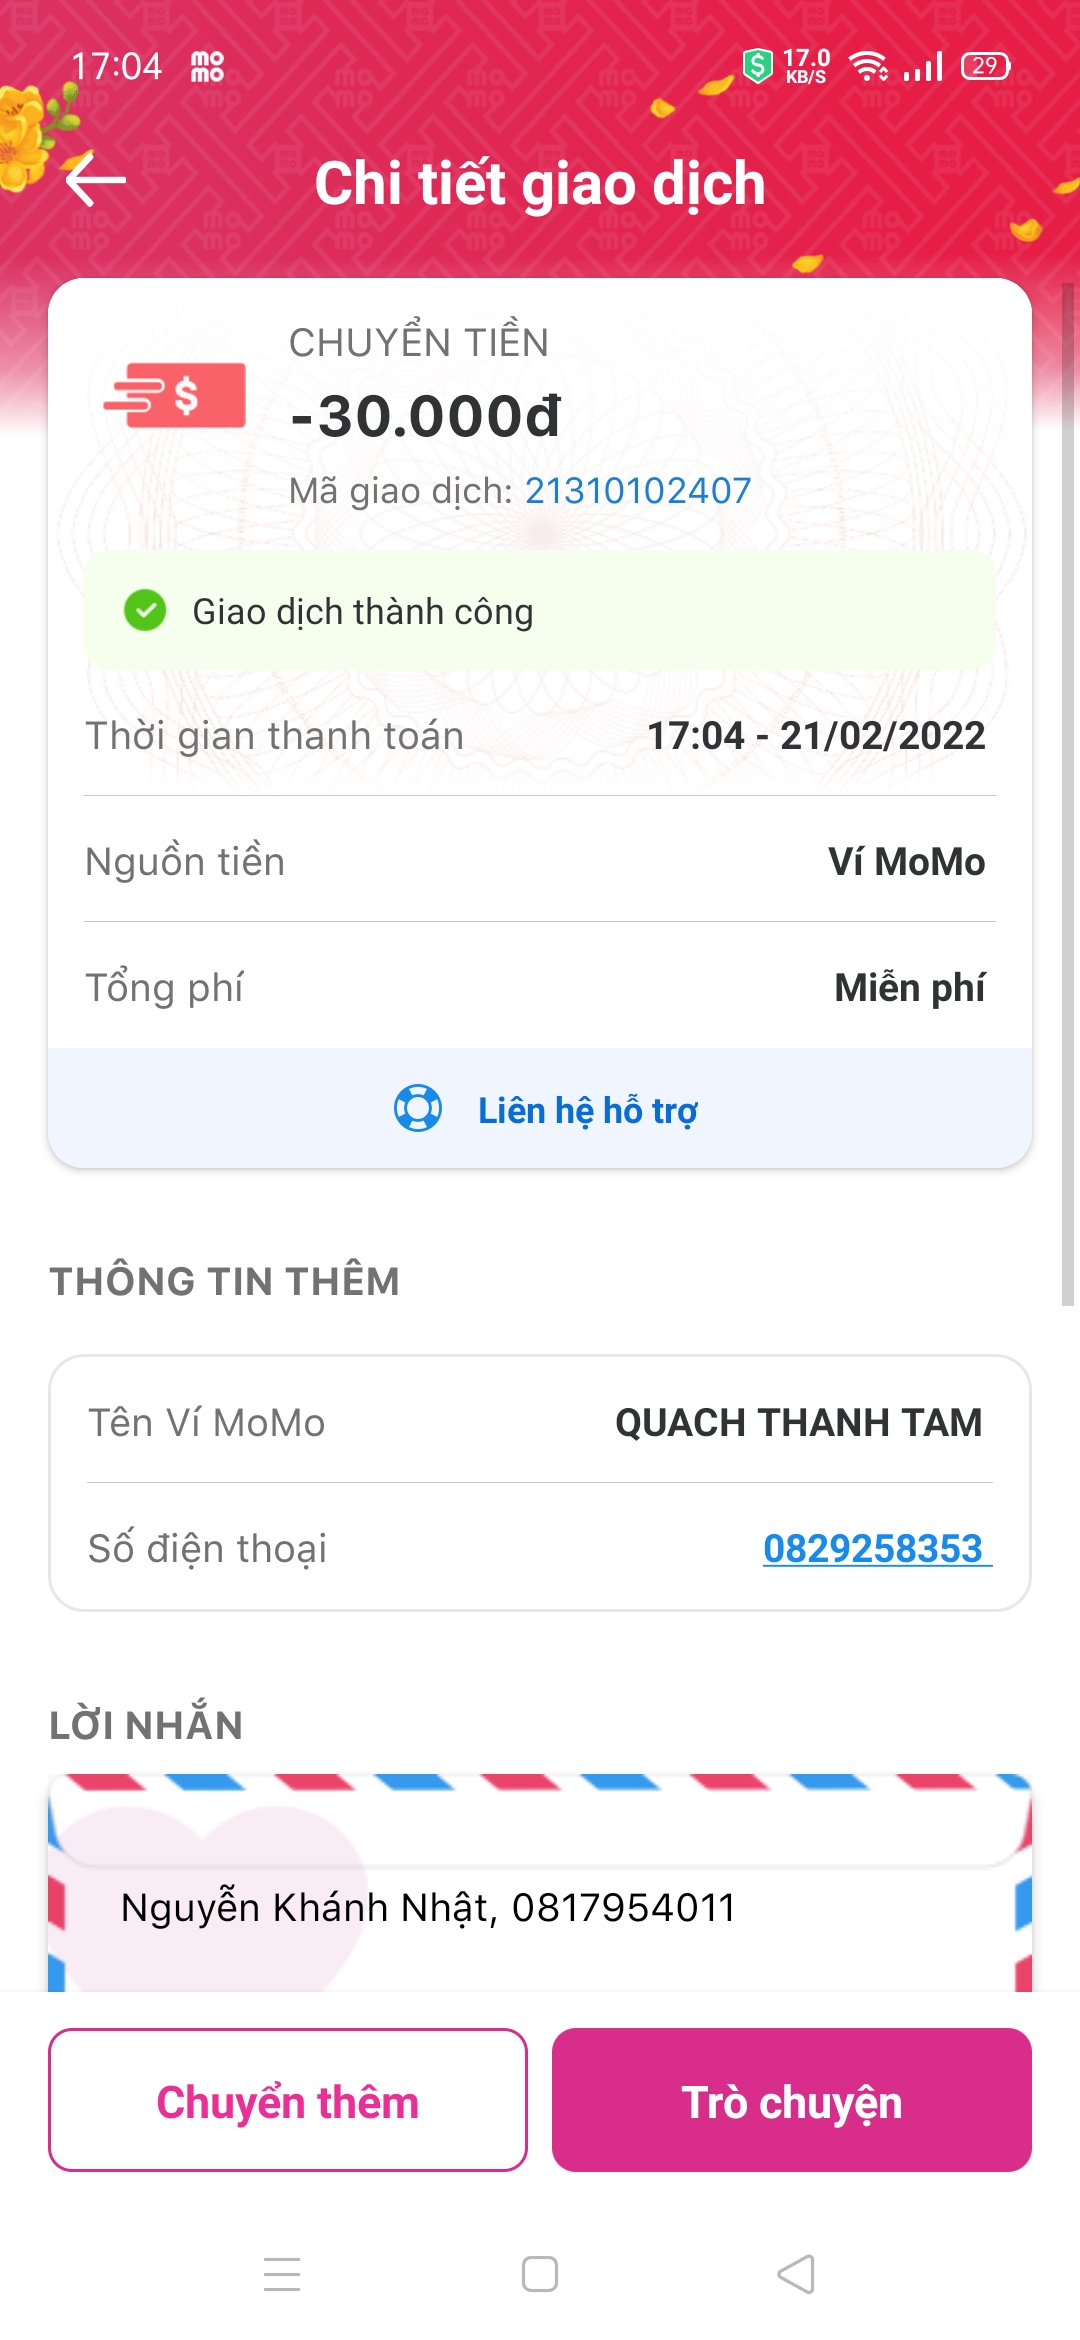 17:04 momo 17.0 KB/S 29
Chi tiết giao dịch
CHUYỂN TIỀN
-30.000đ
Mã giao dịch: 21310102407
Giao dịch thành công
Thời gian thanh toán 17:04 - 21/02/2022
Nguồn tiền Ví MoMo
Tổng phí Miễn phí
Liên hệ hỗ trợ
THÔNG TIN THÊM
Tên Ví MoMo QUACH THANH TAM
Số điện thoại 0829258353
LỜI NHẮN
Nguyễn Khánh Nhật, 0817954011
Chuyển thêm Trò chuyện